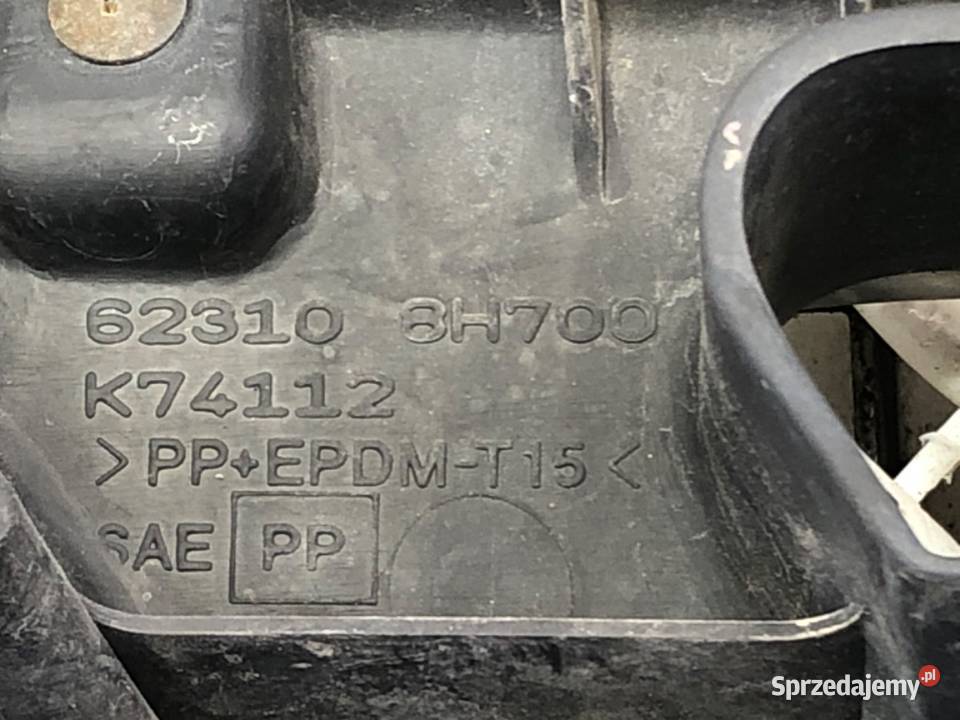 62310 8H700
K74112
>PP+EPDM-T15<
SAE PP
Sprzedajemy.pl